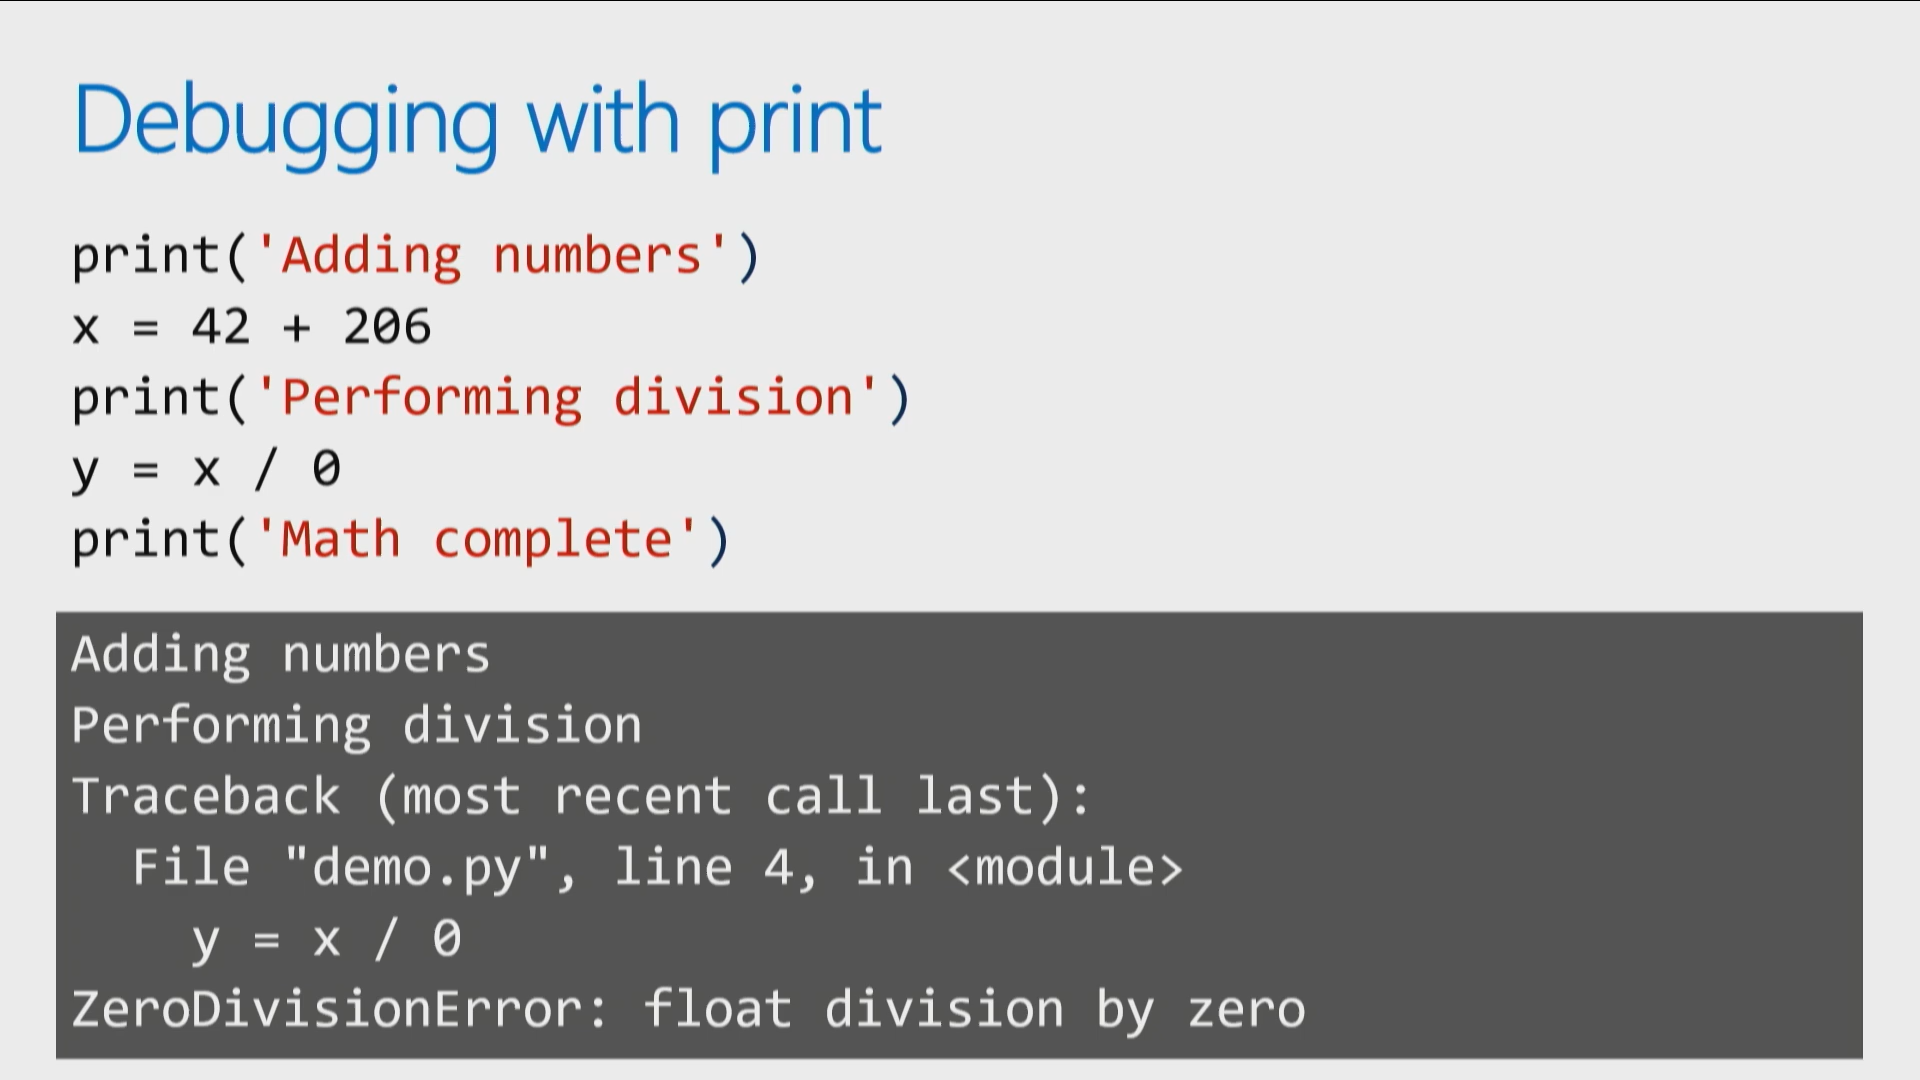 Debugging with print
print('Adding numbers')
x = 42 + 206
print('Performing division')
y = x / 0
print('Math complete')
Adding numbers
Performing division
Traceback (most recent call last):
  File "demo.py", line 4, in <module>
    y = x / 0
ZeroDivisionError: float division by zero